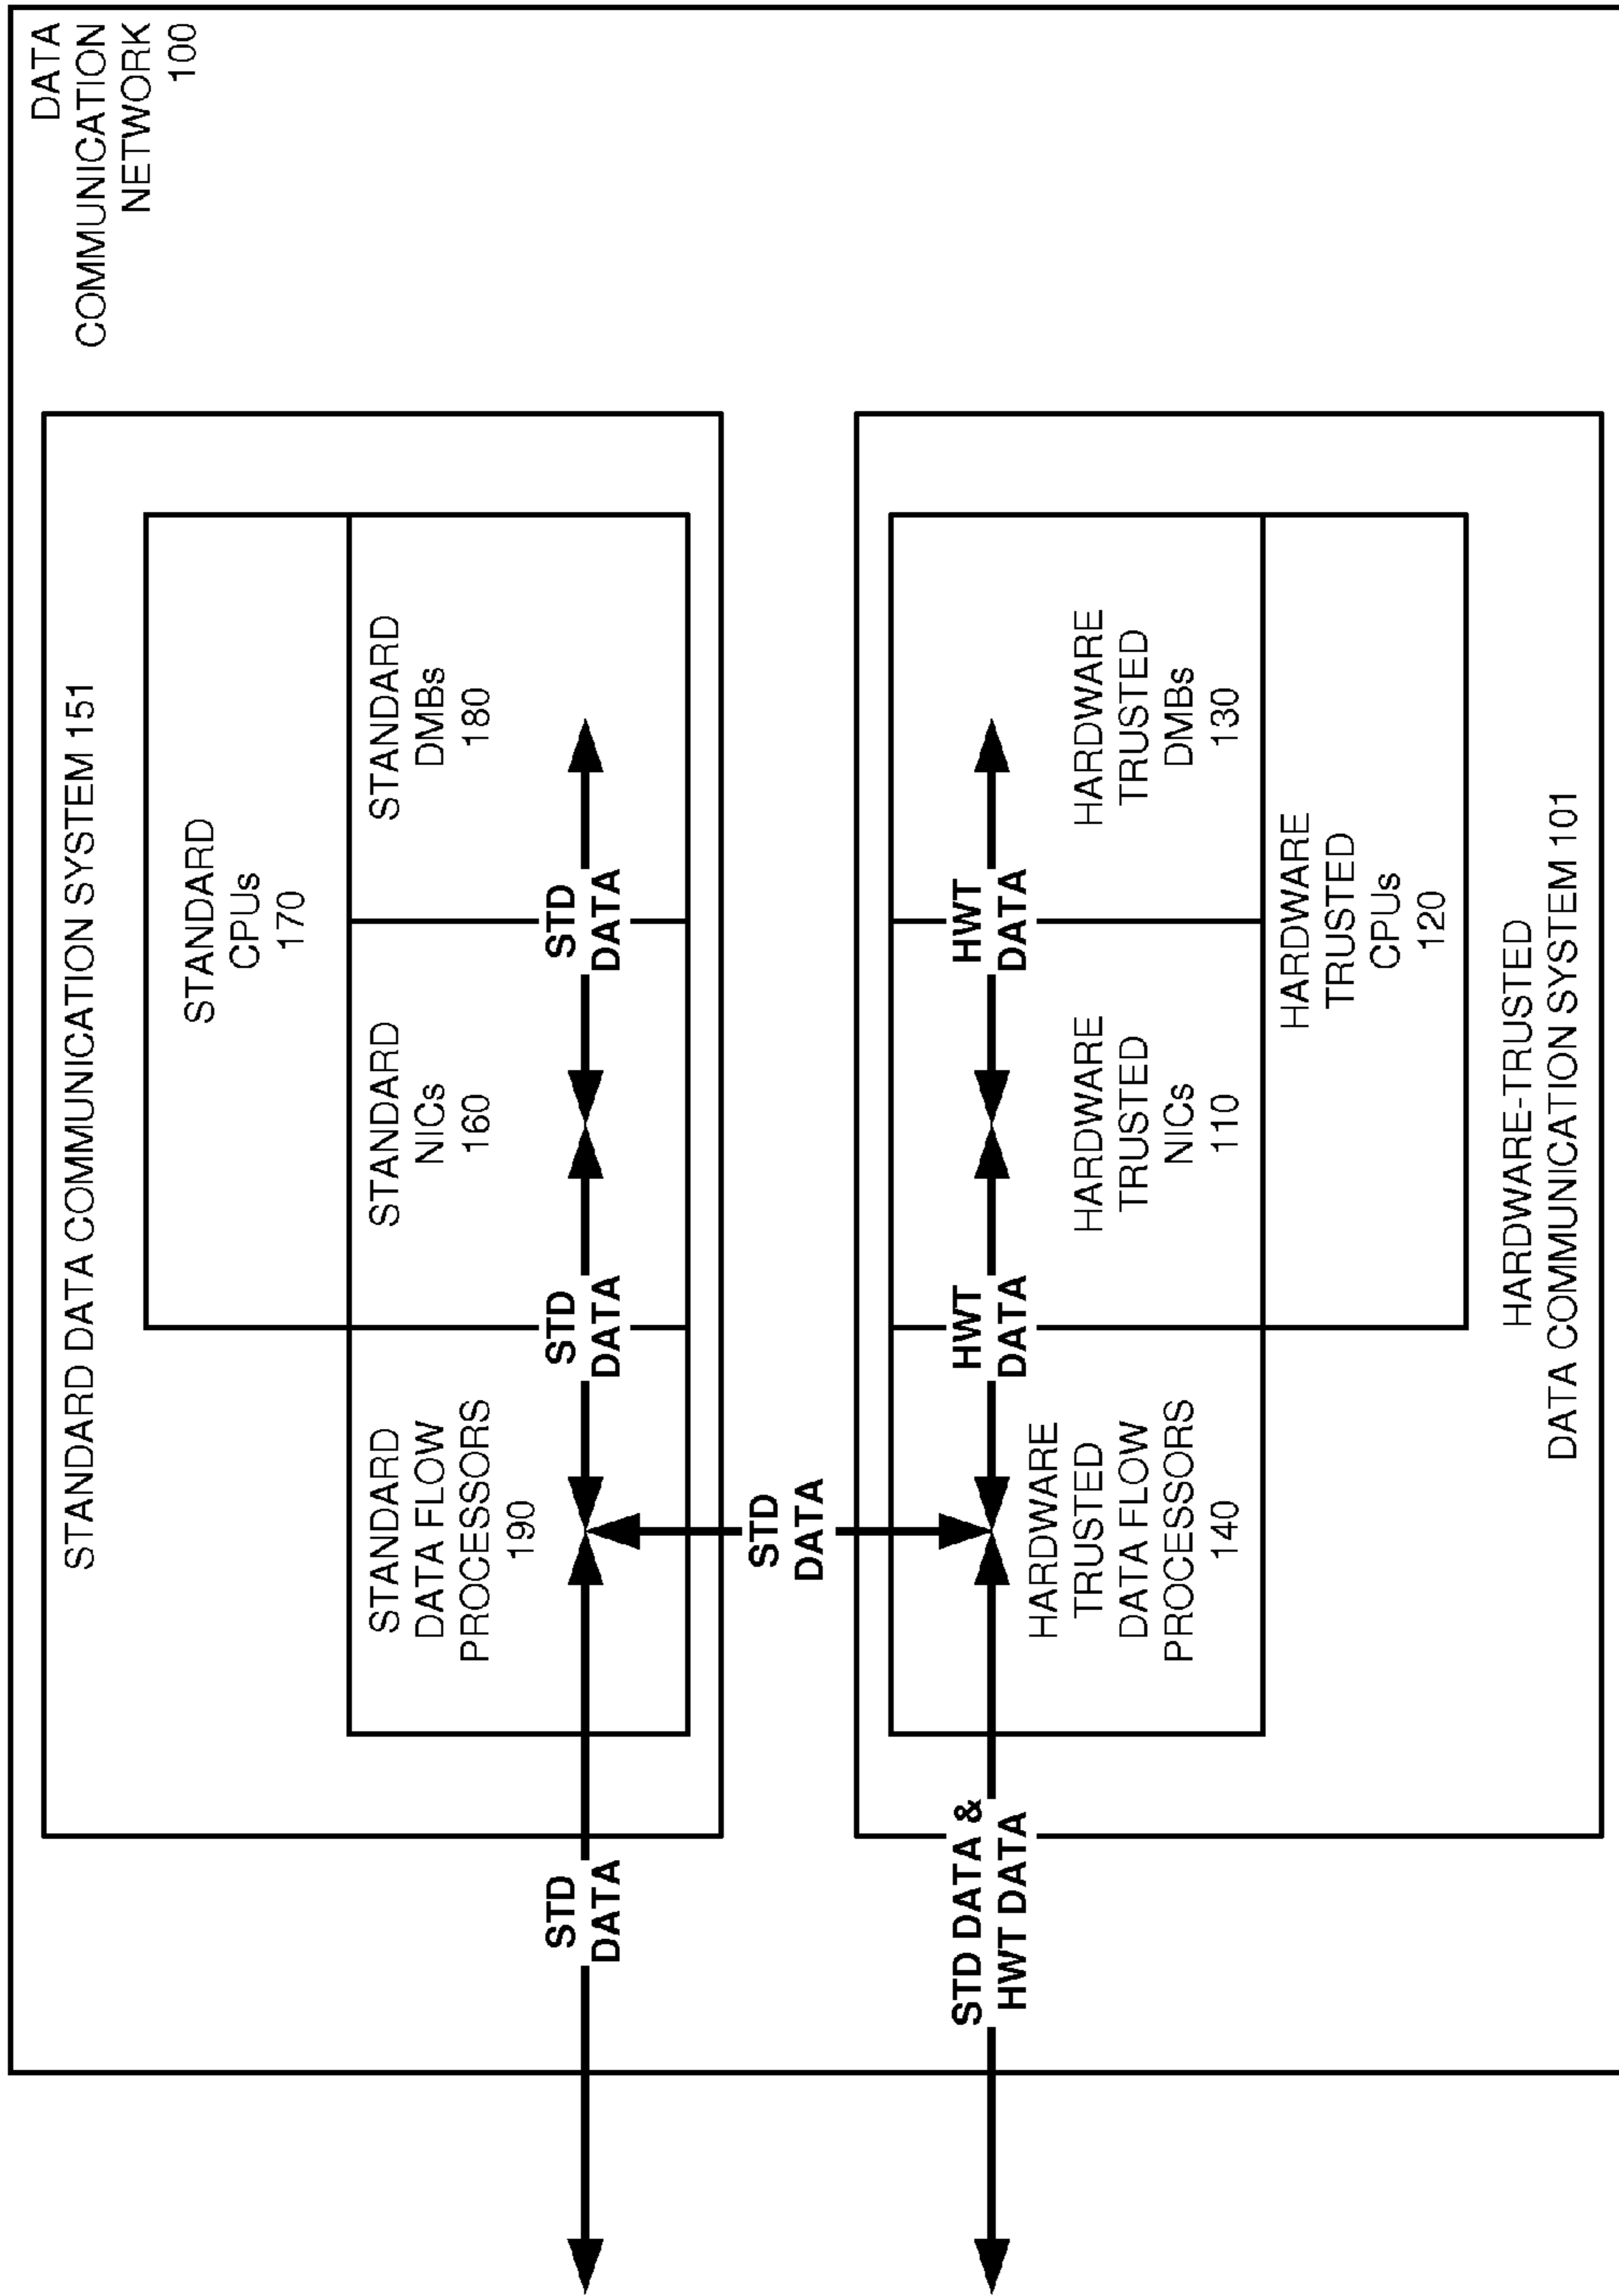 DATA
COMMUNICATION
NETWORK
100
STANDARD DATA COMMUNICATION SYSTEM 151
STANDARD
CPUs
170
STANDARD
DATA FLOW
PROCESSORS
190
STANDARD
NICs
160
STANDARD
DMBs
180
STD
DATA
STD
DATA
STD
DATA
STD
DATA
STD DATA &
HWT DATA
HWT
DATA
HWT
DATA
HARDWARE
TRUSTED
DATA FLOW
PROCESSORS
140
HARDWARE
TRUSTED
NICs
110
HARDWARE
TRUSTED
DMBs
130
HARDWARE
TRUSTED
CPUs
120
HARDWARE-TRUSTED
DATA COMMUNICATION SYSTEM 101